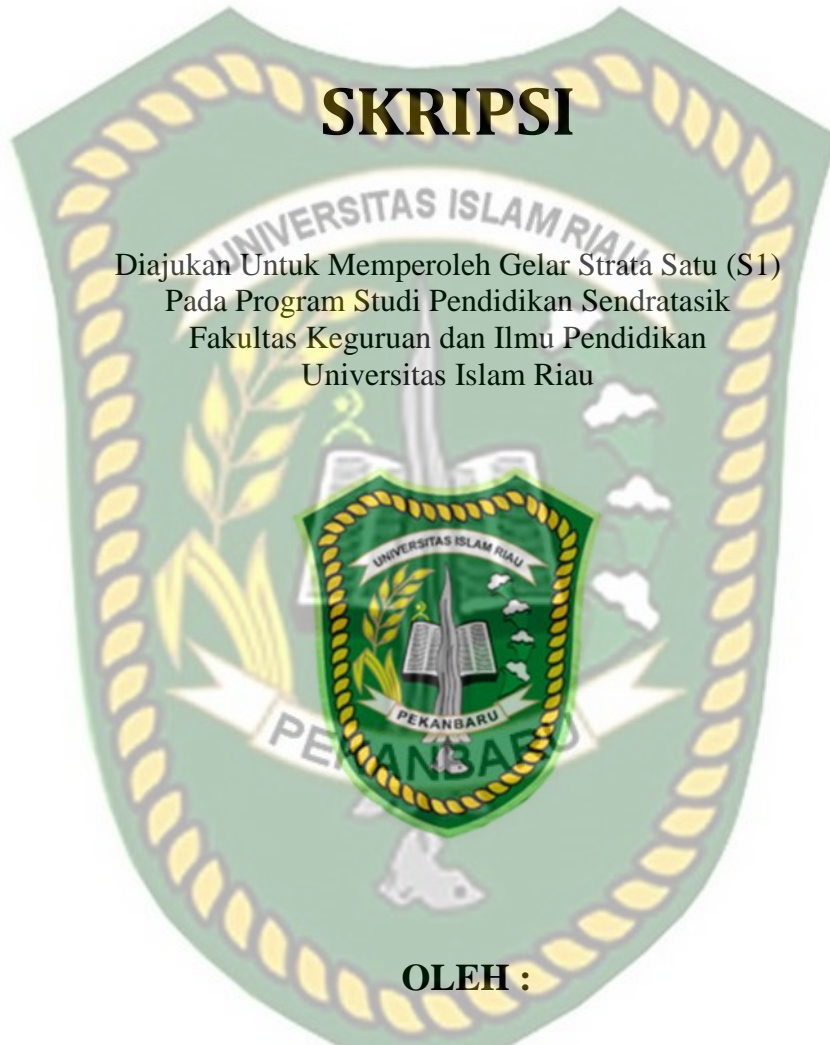 SKRIPSI
UNIVERSITAS ISLAM RIAU
Diajukan Untuk Memperoleh Gelar Strata Satu (S1)
Pada Program Studi Pendidikan Sendratasik
Fakultas Keguruan dan Ilmu Pendidikan
Universitas Islam Riau
UNIVERSITAS ISLAM RIAU
PEKANBARU
PEKANBARU
OLEH :